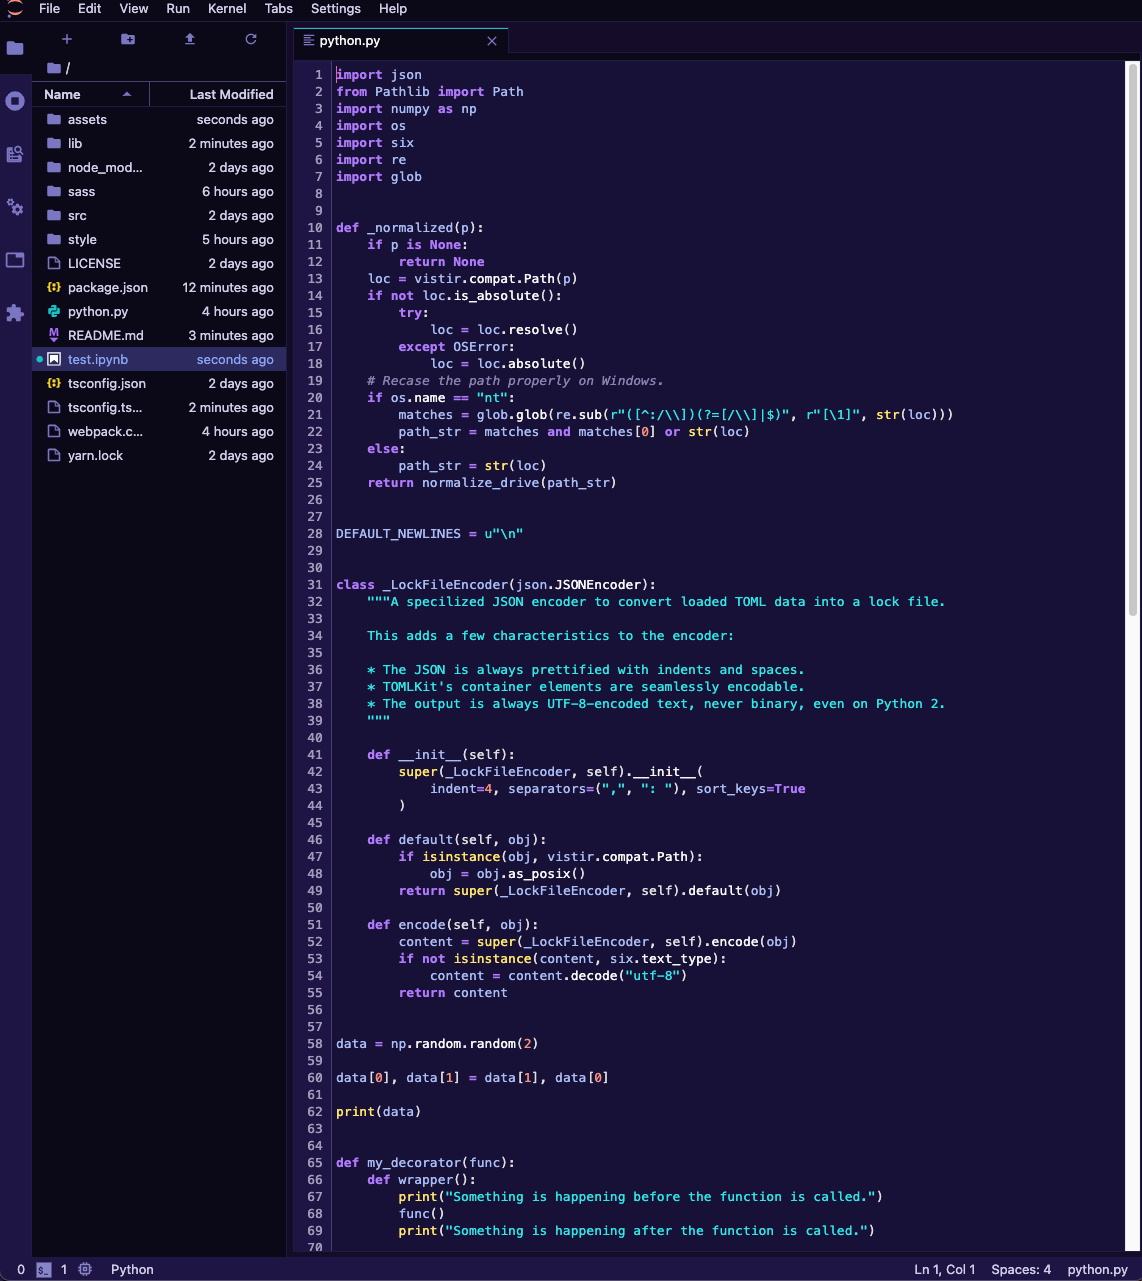 File Edit View Run Kernel Tabs Settings Help
/
Name Last Modified
assets seconds ago
lib 2 minutes ago
node_mod... 2 days ago
sass 6 hours ago
src 2 days ago
style 5 hours ago
LICENSE 2 days ago
package.json 12 minutes ago
python.py 4 hours ago
README.md 3 minutes ago
test.ipynb seconds ago
tsconfig.json 2 days ago
tsconfig.ts... 2 minutes ago
webpack.c... 4 hours ago
yarn.lock 2 days ago
python.py
1 import json
2 from Pathlib import Path
3 import numpy as np
4 import os
5 import six
6 import re
7 import glob
8
9
10 def _normalized(p):
11     if p is None:
12         return None
13     loc = vistir.compat.Path(p)
14     if not loc.is_absolute():
15         try:
16             loc = loc.resolve()
17         except OSError:
18             loc = loc.absolute()
19     # Recase the path properly on Windows.
20     if os.name == "nt":
21         matches = glob.glob(re.sub(r"([^:/\\])(?=[/\\]|$)", r"[\1]", str(loc)))
22         path_str = matches and matches[0] or str(loc)
23     else:
24         path_str = str(loc)
25     return normalize_drive(path_str)
26
27
28 DEFAULT_NEWLINES = u"\n"
29
30
31 class _LockFileEncoder(json.JSONEncoder):
32     """A specilized JSON encoder to convert loaded TOML data into a lock file.
33
34     This adds a few characteristics to the encoder:
35
36     * The JSON is always prettified with indents and spaces.
37     * TOMLKit's container elements are seamlessly encodable.
38     * The output is always UTF-8-encoded text, never binary, even on Python 2.
39     """
40
41     def __init__(self):
42         super(_LockFileEncoder, self).__init__(
43             indent=4, separators=(",", ": "), sort_keys=True
44         )
45
46     def default(self, obj):
47         if isinstance(obj, vistir.compat.Path):
48             obj = obj.as_posix()
49         return super(_LockFileEncoder, self).default(obj)
50
51     def encode(self, obj):
52         content = super(_LockFileEncoder, self).encode(obj)
53         if not isinstance(content, six.text_type):
54             content = content.decode("utf-8")
55         return content
56
57
58 data = np.random.random(2)
59
60 data[0], data[1] = data[1], data[0]
61
62 print(data)
63
64
65 def my_decorator(func):
66     def wrapper():
67         print("Something is happening before the function is called.")
68         func()
69         print("Something is happening after the function is called.")
70
0 $_ 1 Python Ln 1, Col 1 Spaces: 4 python.py